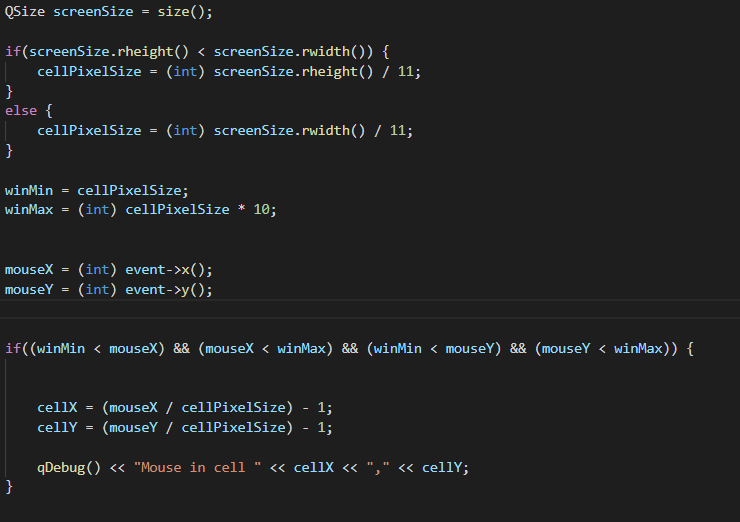 QSize screenSize = size();
if(screenSize.rheight() < screenSize.rwidth()) {
cellPixelSize = (int) screenSize.rheight() / 11;
}
else {
cellPixelSize = (int) screenSize.rwidth() / 11;
}
winMin = cellPixelSize;
winMax = (int) cellPixelSize * 10;
mouseX = (int) event->x();
mouseY = (int) event->y();
if((winMin < mouseX) && (mouseX < winMax) && (winMin < mouseY) && (mouseY < winMax)) {
cellX = (mouseX / cellPixelSize) - 1;
cellY = (mouseY / cellPixelSize) - 1;
qDebug() << "Mouse in cell " << cellX << "," << cellY;
}